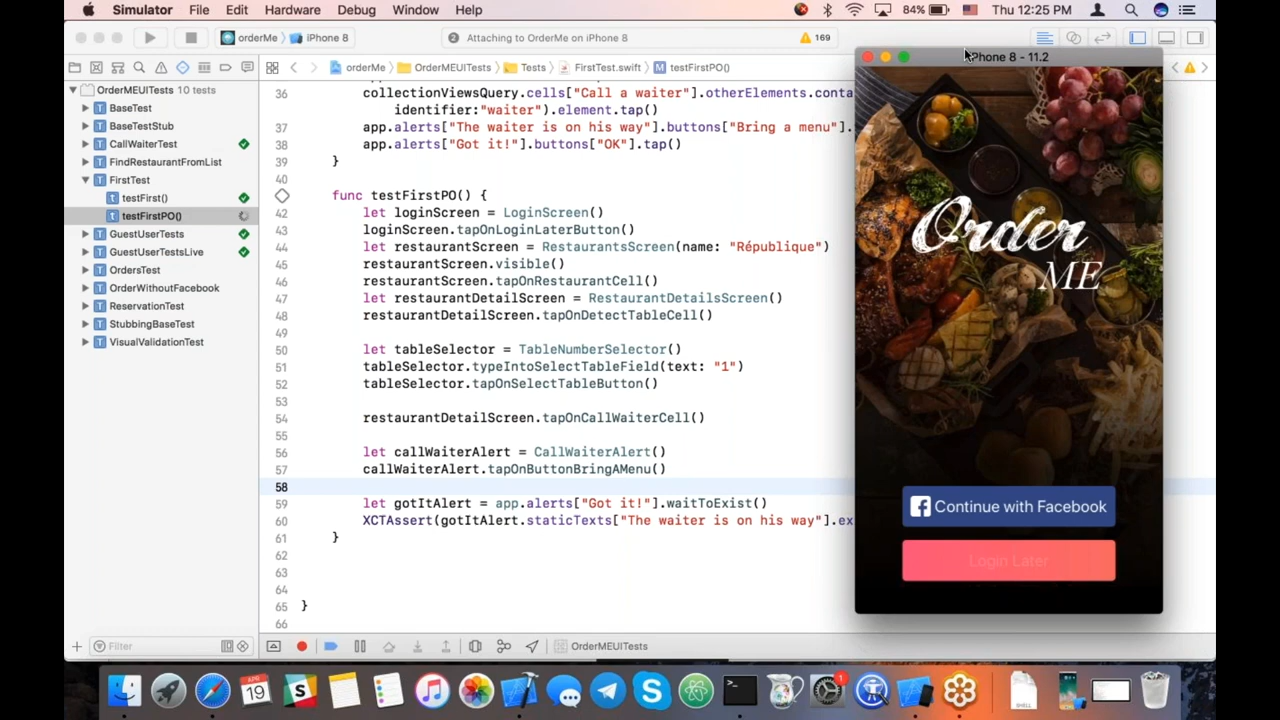 Simulator File Edit Hardware Debug Window Help 84% Thu 12:25 PM
orderMe iPhone 8 Attaching to OrderMe on iPhone 8 2 169
orderMe OrderMEUITests Tests FirstTest.swift M testFirstPO()
iPhone 8 - 11.2
OrderMEUITests 10 tests
T BaseTest
T BaseTestStub
T CallWaiterTest
T FindRestaurantFromList
T FirstTest
t testFirst()
t testFirstPO()
T GuestUserTests
T GuestUserTestsLive
T OrdersTest
T OrderWithoutFacebook
T ReservationTest
T StubbingBaseTest
T VisualValidationTest
Filter
36 collectionViewsQuery.cells["Call a waiter"].otherElements.conta
identifier:"waiter").element.tap()
37 app.alerts["The waiter is on his way"].buttons["Bring a menu"].
38 app.alerts["Got it!"].buttons["OK"].tap()
39 }
40
func testFirstPO() {
42 let loginScreen = LoginScreen()
43 loginScreen.tapOnLoginLaterButton()
44 let restaurantScreen = RestaurantsScreen(name: "République")
45 restaurantScreen.visible()
46 restaurantScreen.tapOnRestaurantCell()
47 let restaurantDetailScreen = RestaurantDetailsScreen()
48 restaurantDetailScreen.tapOnDetectTableCell()
49
50 let tableSelector = TableNumberSelector()
51 tableSelector.typeIntoSelectTableField(text: "1")
52 tableSelector.tapOnSelectTableButton()
53
54 restaurantDetailScreen.tapOnCallWaiterCell()
55
56 let callWaiterAlert = CallWaiterAlert()
57 callWaiterAlert.tapOnButtonBringAMenu()
58
59 let gotItAlert = app.alerts["Got it!"].waitToExist()
60 XCTAssert(gotItAlert.staticTexts["The waiter is on his way"].ex
61 }
62
63
64
65 }
66
OrderMEUITests
Order
ME
Continue with Facebook
Login Later
APR
19
1
SHELL